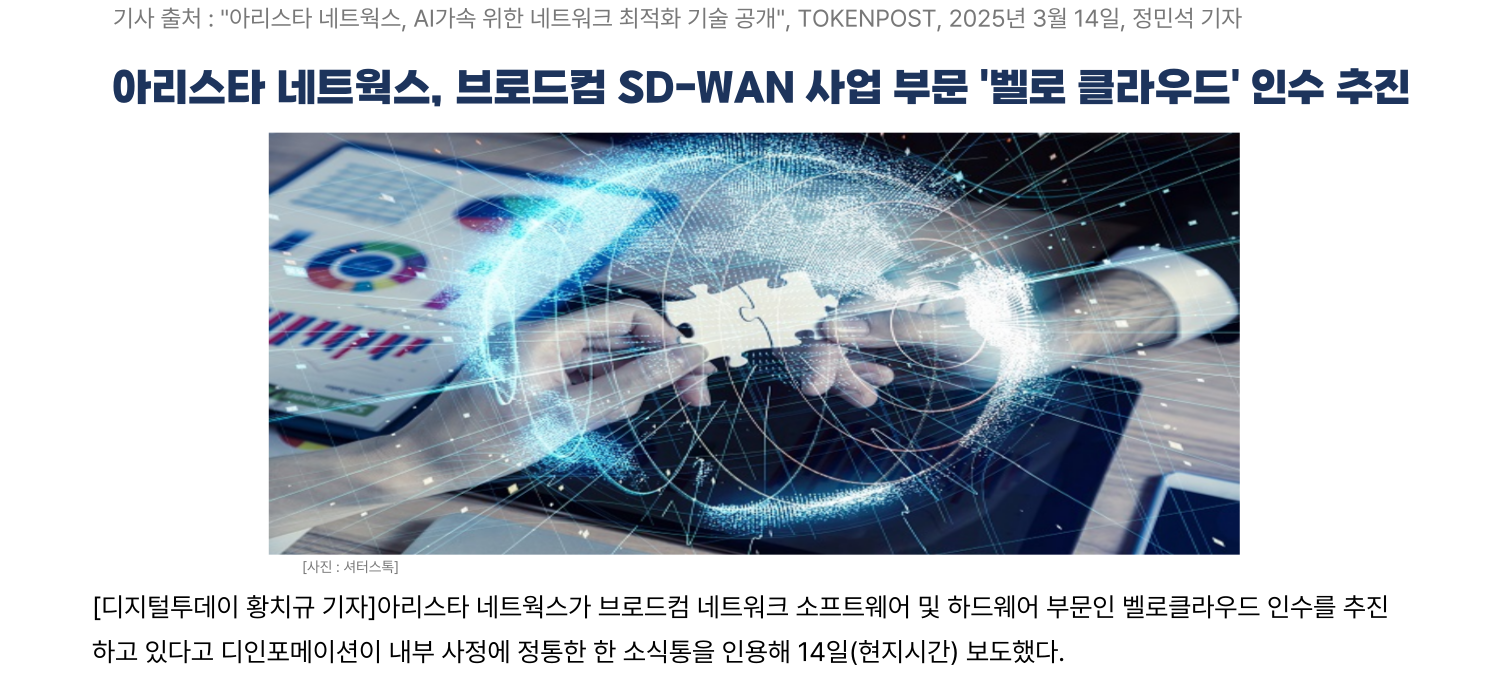 기사 출처 : "아리스타 네트웍스, AI가속 위한 네트워크 최적화 기술 공개", TOKENPOST, 2025년 3월 14일, 정민석 기자
아리스타 네트웍스, 브로드컴 SD-WAN 사업 부문 '벨로 클라우드' 인수 추진
[사진 : 셔터스톡]
[디지털투데이 황치규 기자]아리스타 네트웍스가 브로드컴 네트워크 소프트웨어 및 하드웨어 부문인 벨로클라우드 인수를 추진
하고 있다고 디인포메이션이 내부 사정에 정통한 한 소식통을 인용해 14일(현지시간) 보도했다.